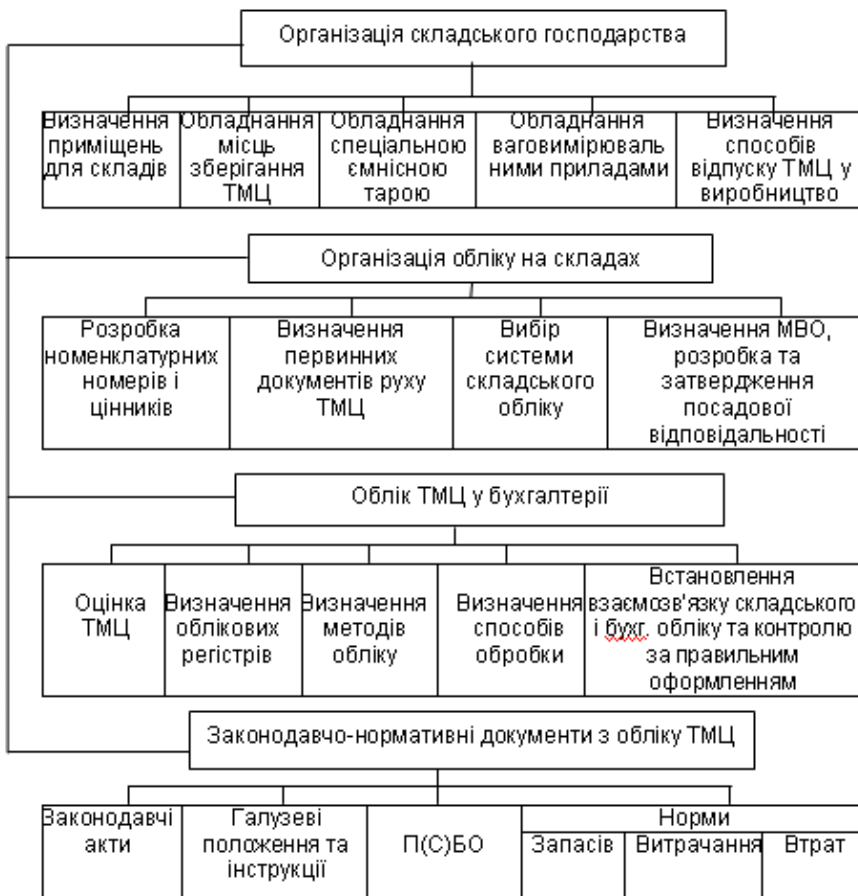 Організація складського господарства
Визначення
приміщень
для складів
Обладнання
місць
зберігання
ТМЦ
Обладнання
спеціальною
ємнісною
тарою
Обладнання
ваговимірюваль
ними приладами
Визначення
способів
відпуску ТМЦ у
виробництво
Організація обліку на складах
Розробка
номенклатурних
номерів і
цінників
Визначення
первинних
документів руху
ТМЦ
Вибір
системи
складського
обліку
Визначення МВО,
розробка та
затвердження
посадової
відповідальності
Облік ТМЦ у бухгалтерії
Оцінка
ТМЦ
Визначення
облікових
регістрів
Визначення
методів
обліку
Визначення
способів
обробки
Встановлення
взаємозв'язку складського
і бухг. обліку та контролю
за правильним
оформленням
Законодавчо-нормативні документи з обліку ТМЦ
Законодавчі
акти
Галузеві
положення та
інструкції
П(С)БО
Норми
Запасів
Витрачання
Втрат